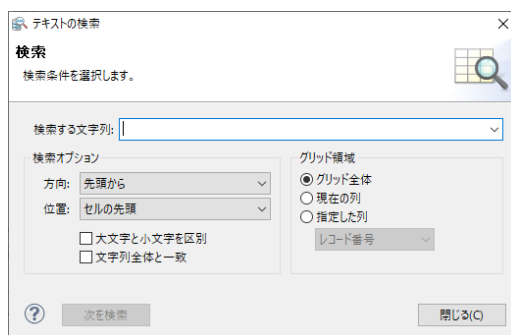 テキストの検索
検索
検索条件を選択します。
検索する文字列:
検索オプション
方向: 先頭から
位置: セルの先頭
大文字と小文字を区別
文字列全体と一致
グリッド領域
グリッド全体
現在の列
指定した列
レコード番号
?
次を検索
閉じる(C)